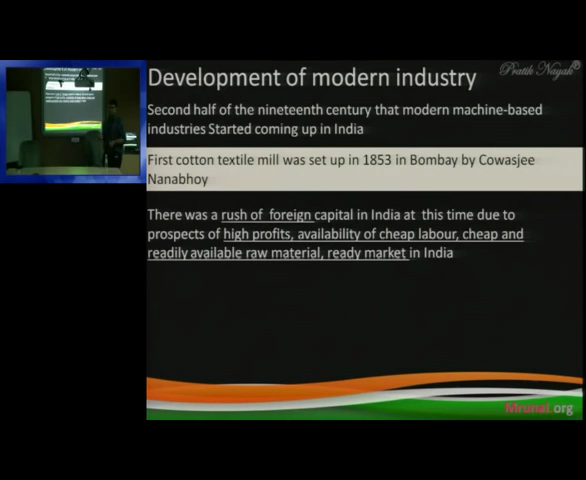 Pratik Nayak
Development of modern industry
Second half of the nineteenth century that modern machine-based
industries Started coming up in India
First cotton textile mill was set up in 1853 in Bombay by Cowasjee
Nanabhoy
There was a rush of foreign capital in India at this time due to
prospects of high profits, availability of cheap labour, cheap and
readily available raw material, ready market in India
Mrunal.org